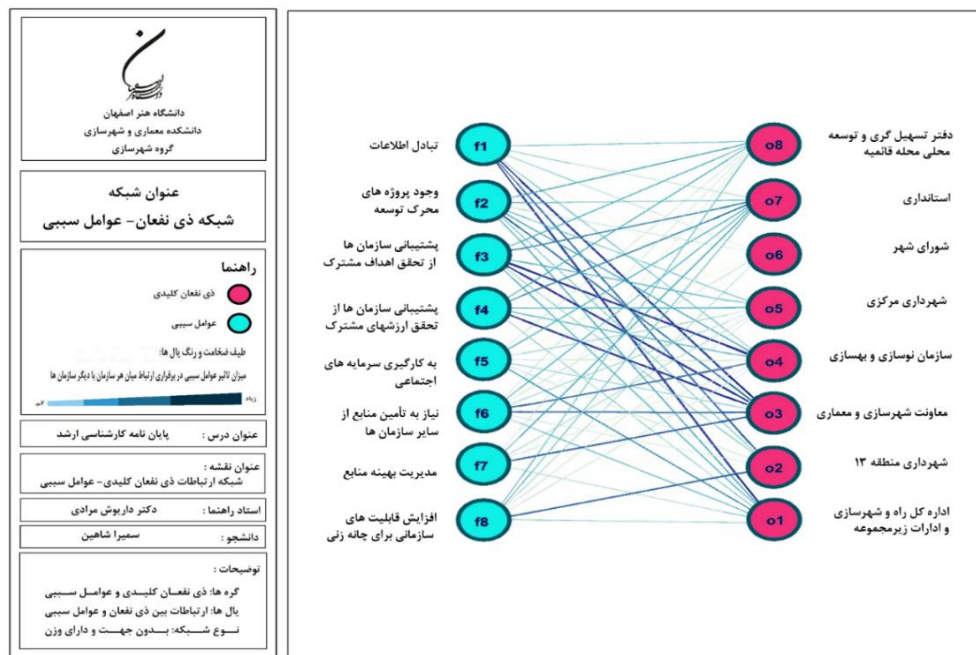 دانشگاه هنر اصفهان
دانشکده معماری و شهرسازی
گروه شهرسازی
عنوان شبکه
شبکه ذی نفعان- عوامل سببی
راهنما
ذی نفعان کلیدی
عوامل سببی
طیف ضخامت و رنگ یال ها:
میزان تاثیر عوامل سببی در برقراری ارتباط میان هر سازمان با دیگر سازمان ها
زیاد
کم
عنوان درس : پایان نامه کارشناسی ارشد
عنوان نقشه :
شبکه ارتباطات ذی نفعان کلیدی- عوامل سببی
استاد راهنما : دکتر داریوش مرادی
دانشجو : سمیرا شاهین
توضیحات :
گره ها: ذی نفعـان کلیـدی و عوامـل سـببی
یال ها: ارتباطات بین ذی نفعان و عوامل سببی
نـوع شـبکه: بـدون جهـت و دارای وزن
تبادل اطلاعات
f1
وجود پروژه های
محرک توسعه
f2
پشتیبانی سازمان ها
از تحقق اهداف مشترک
f3
پشتیبانی سازمان ها از
تحقق ارزشهای مشترک
f4
به کارگیری سرمایه های
اجتماعی
f5
نیاز به تأمین منابع از
سایر سازمان ها
f6
مدیریت بهینه منابع
f7
افزایش قابلیت های
سازمانی برای چانه زنی
f8
o8
دفتر تسهیل گری و توسعه
محلی محله قائمیه
o7
استانداری
o6
شورای شهر
o5
شهرداری مرکزی
o4
سازمان نوسازی و بهسازی
o3
معاونت شهرسازی و معماری
o2
شهرداری منطقه ۱۳
o1
اداره کل راه و شهرسازی
و ادارات زیرمجموعه